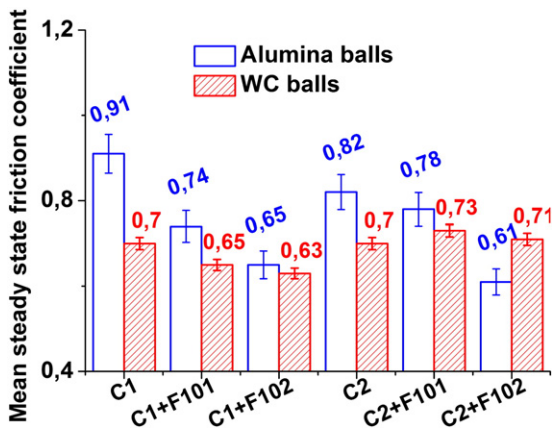 Mean steady state friction coefficient
1,2
0,8
0,4
Alumina balls
WC balls
0,91
0,7
0,74
0,65
0,65
0,63
0,82
0,7
0,78
0,73
0,61
0,71
C1
C1+F101
C1+F102
C2
C2+F101
C2+F102